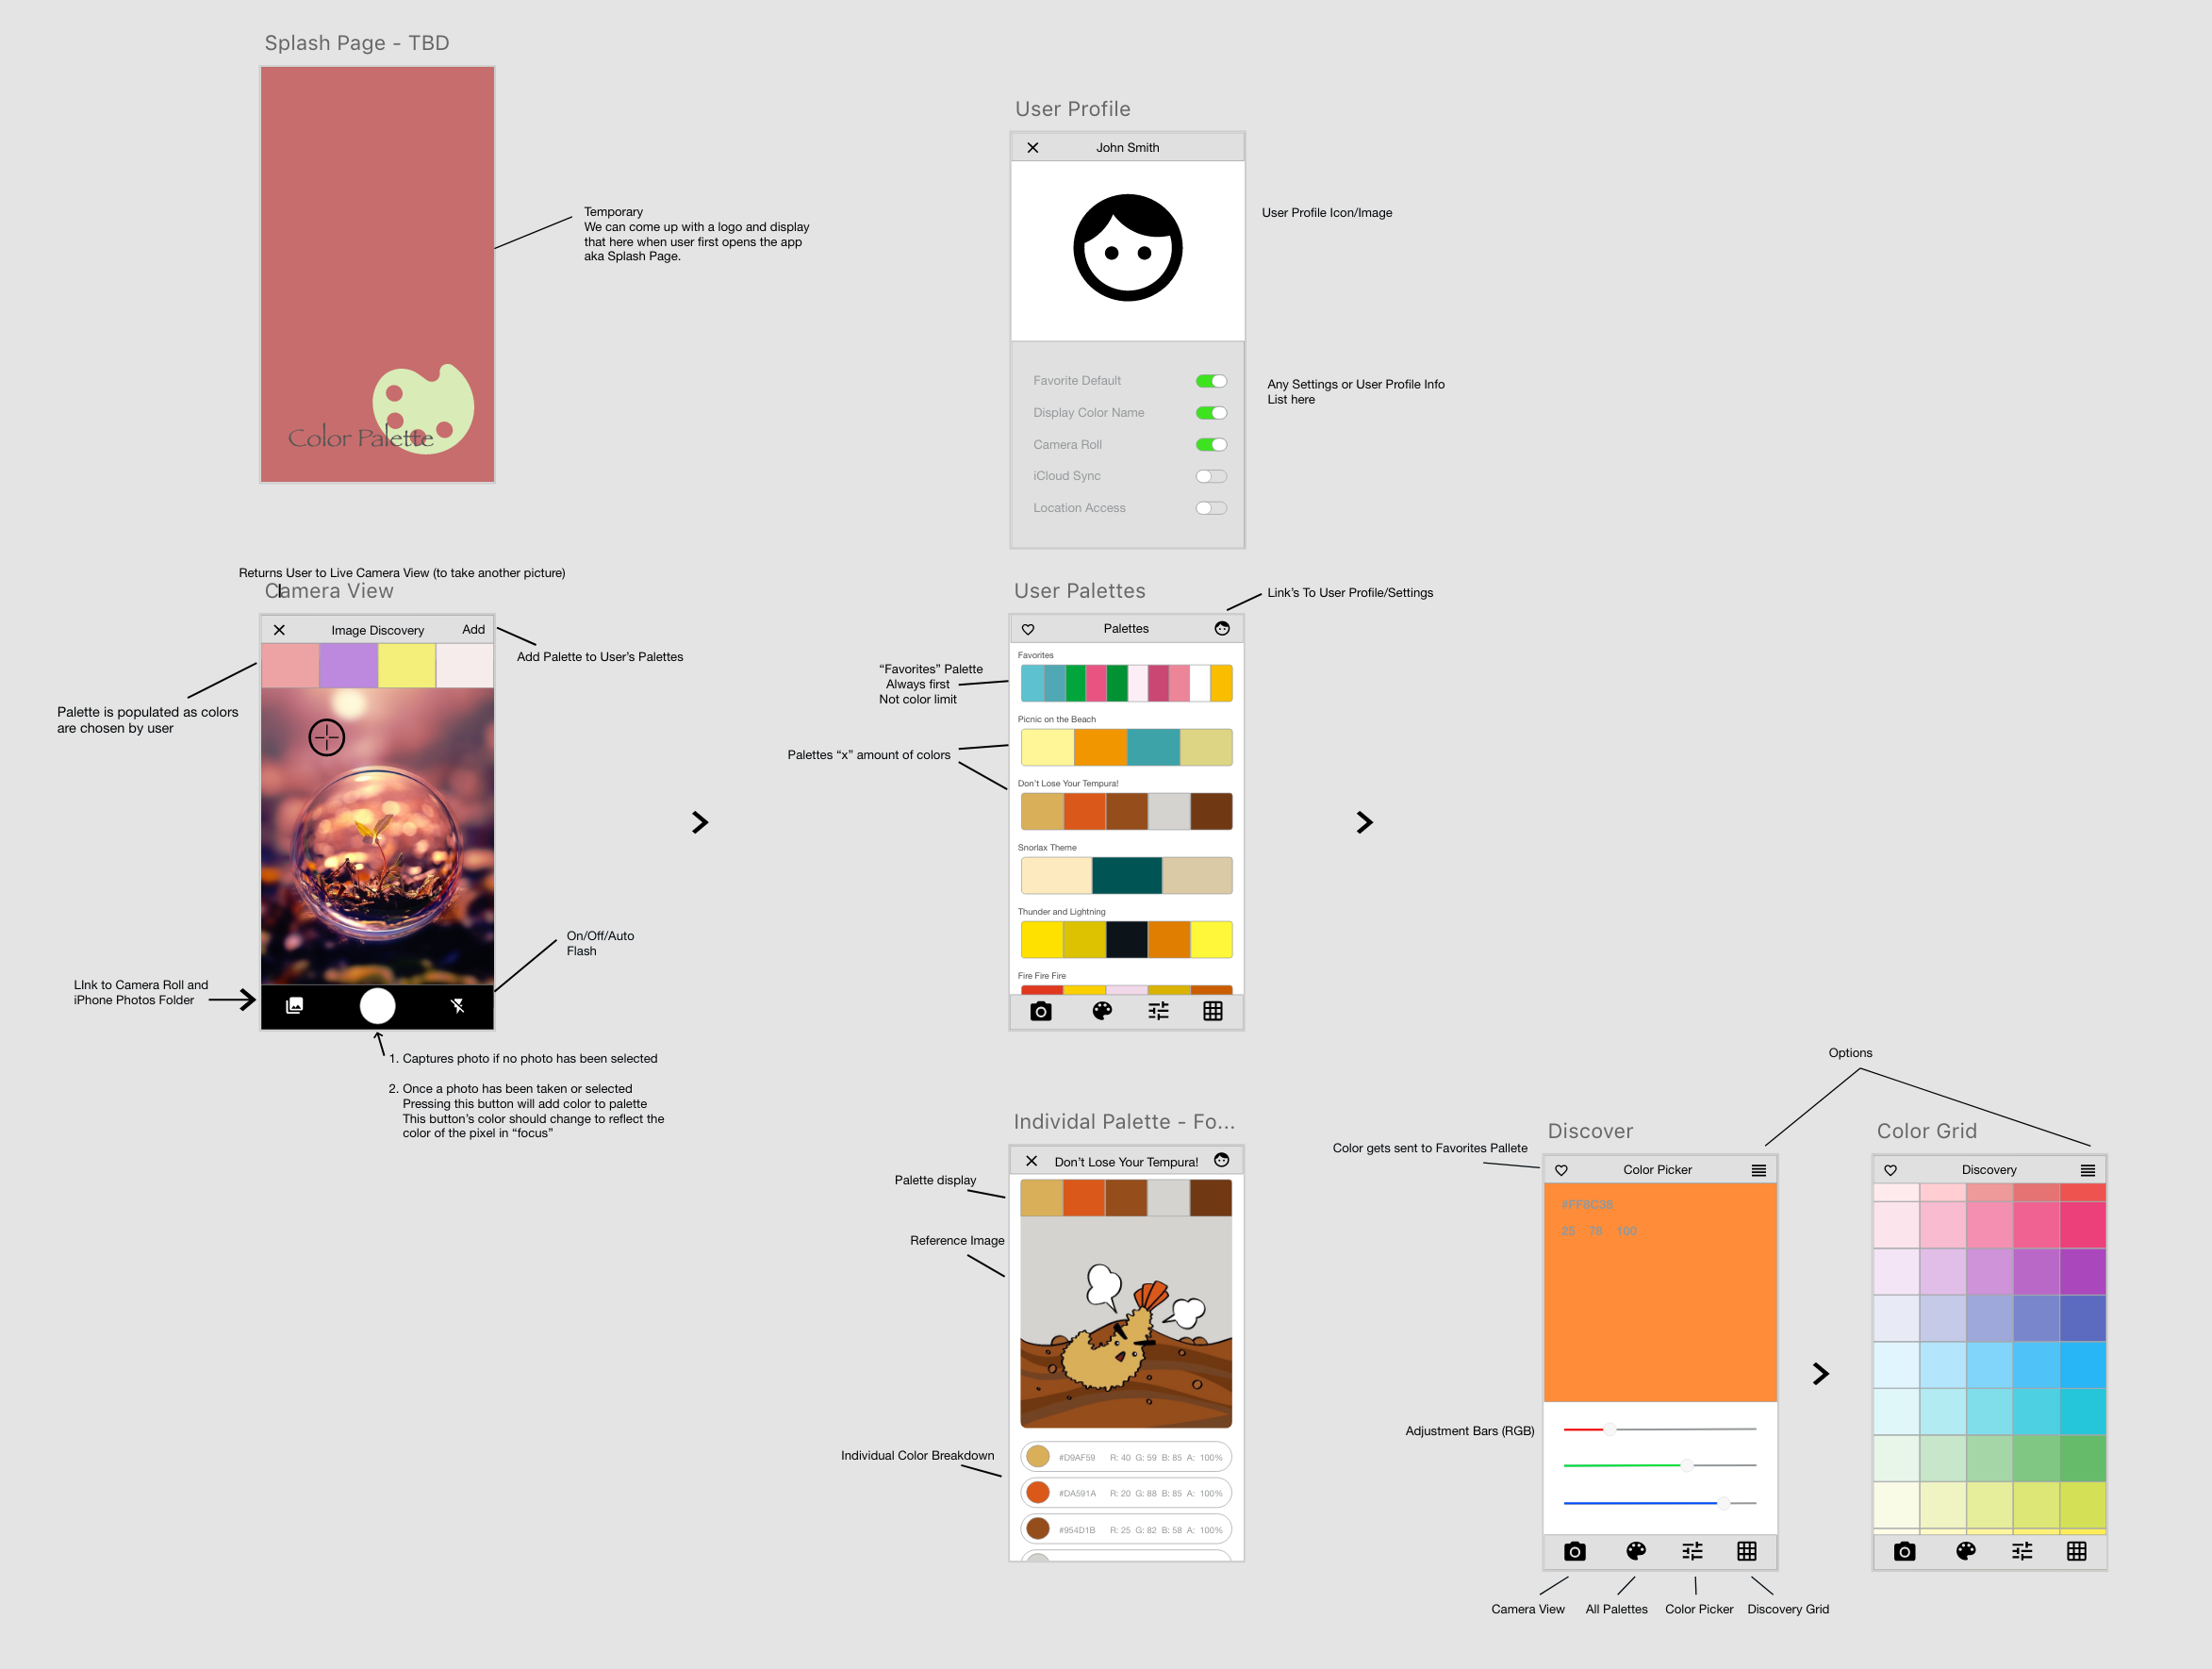 Splash Page - TBD
Color Palette
Temporary
We can come up with a logo and display
that here when user first opens the app
aka Splash Page.
User Profile
John Smith
User Profile Icon/Image
Favorite Default
Display Color Name
Camera Roll
iCloud Sync
Location Access
Any Settings or User Profile Info
List here
Returns User to Live Camera View (to take another picture)
Camera View
Image Discovery
Add
Add Palette to User's Palettes
Palette is populated as colors
are chosen by user
On/Off/Auto
Flash
LInk to Camera Roll and
iPhone Photos Folder
1. Captures photo if no photo has been selected
2. Once a photo has been taken or selected
Pressing this button will add color to palette
This button's color should change to reflect the
color of the pixel in “focus”
User Palettes
Link's To User Profile/Settings
Palettes
Favorites
“Favorites” Palette
Always first
Not color limit
Picnic on the Beach
Palettes “x” amount of colors
Don't Lose Your Tempura!
Snorlax Theme
Thunder and Lightning
Fire Fire Fire
Individal Palette - Fo...
Don't Lose Your Tempura!
Palette display
Reference Image
Individual Color Breakdown
#D9AF59 R: 40 G: 59 B: 85 A: 100%
#DA591A R: 20 G: 88 B: 85 A: 100%
#954D1B R: 25 G: 82 B: 58 A: 100%
Options
Discover
Color gets sent to Favorites Pallete
Color Picker
#FF8C38
25 78 100
Adjustment Bars (RGB)
Camera View
All Palettes
Color Picker
Discovery Grid
Color Grid
Discovery